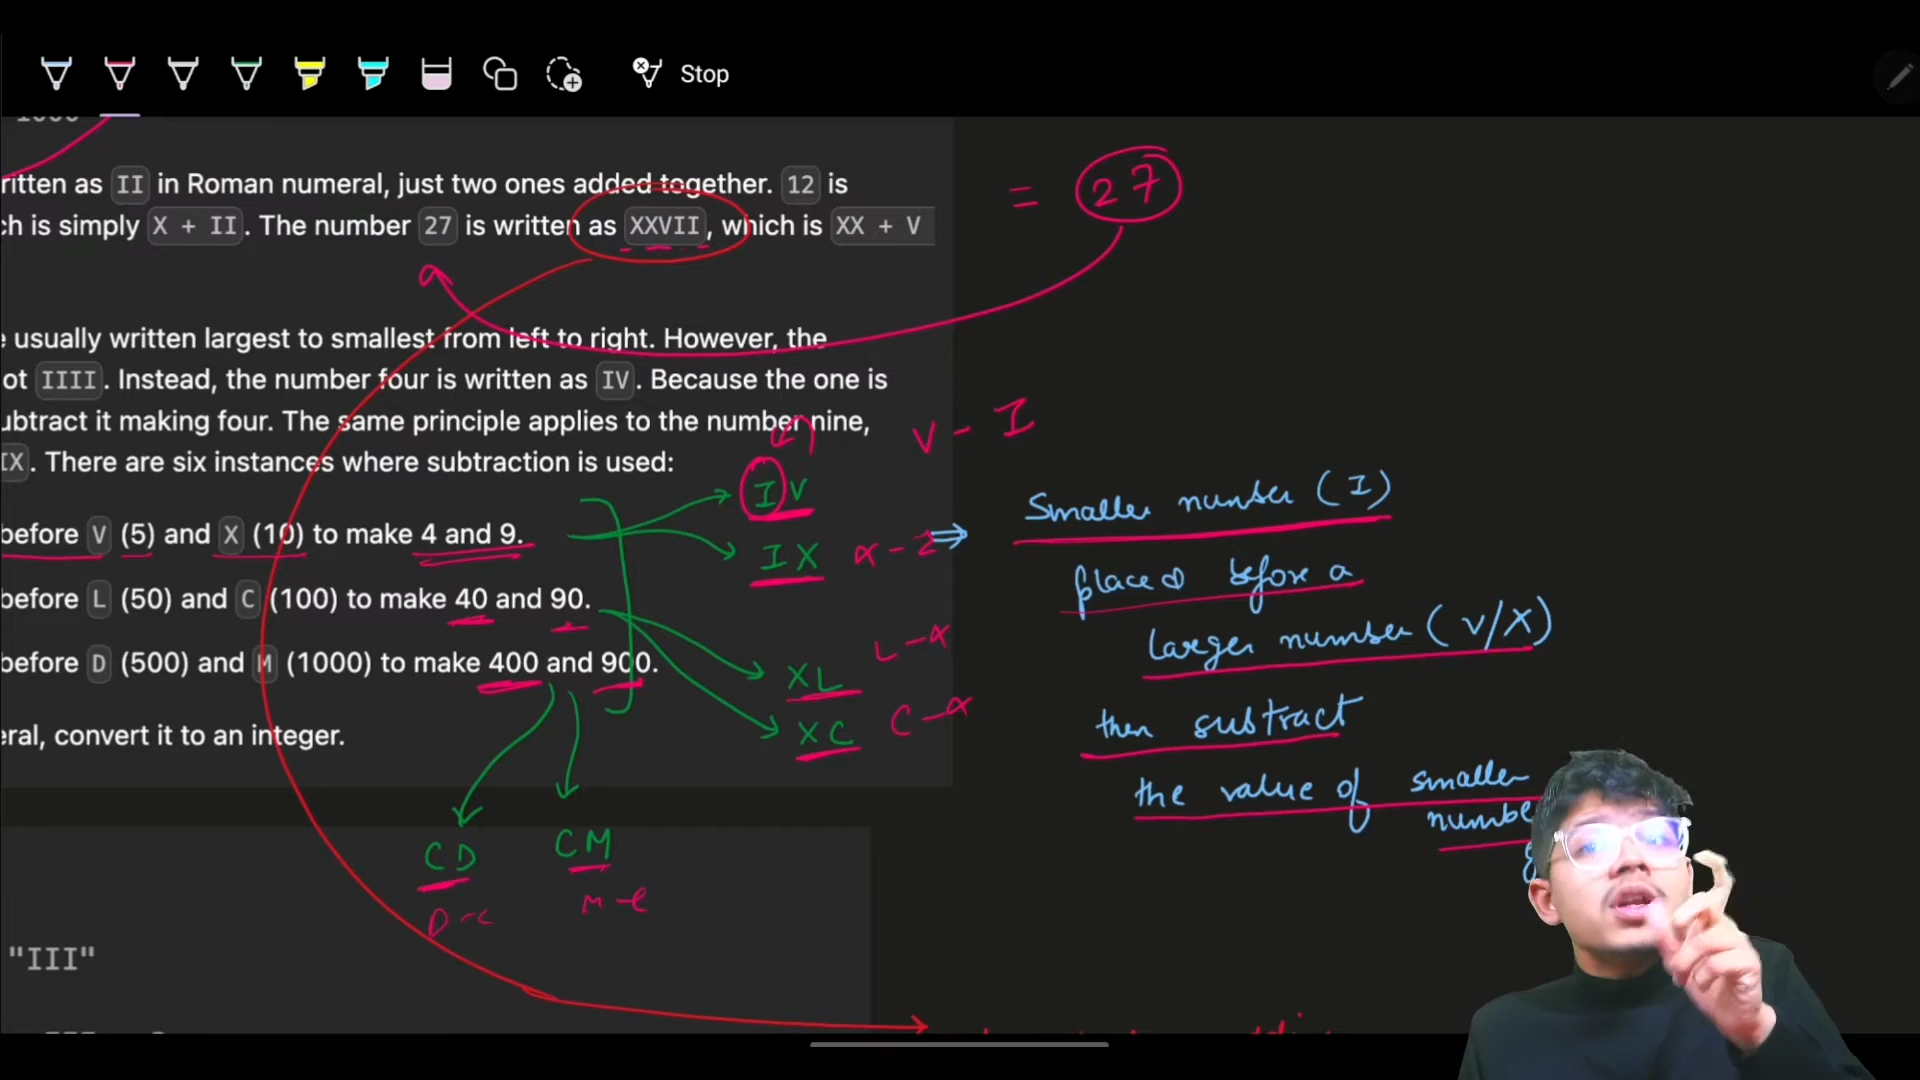 Stop
1000
ritten as II in Roman numeral, just two ones added together. 12 is
ch is simply X + II. The number 27 is written as XXVII, which is XX + V
= 27
e usually written largest to smallest from left to right. However, the
ot IIII. Instead, the number four is written as IV. Because the one is
ubtract it making four. The same principle applies to the number nine,
IX. There are six instances where subtraction is used:
V - I
IV
before V (5) and X (10) to make 4 and 9.
IX
before L (50) and C (100) to make 40 and 90.
before D (500) and M (1000) to make 400 and 900.
XL
L - X
XC
C - X
eral, convert it to an integer.
CD
D - C
CM
M - C
Smaller number (I)
placed before a
larger number (V/X)
then subtract
the value of smaller
numbe
"III"